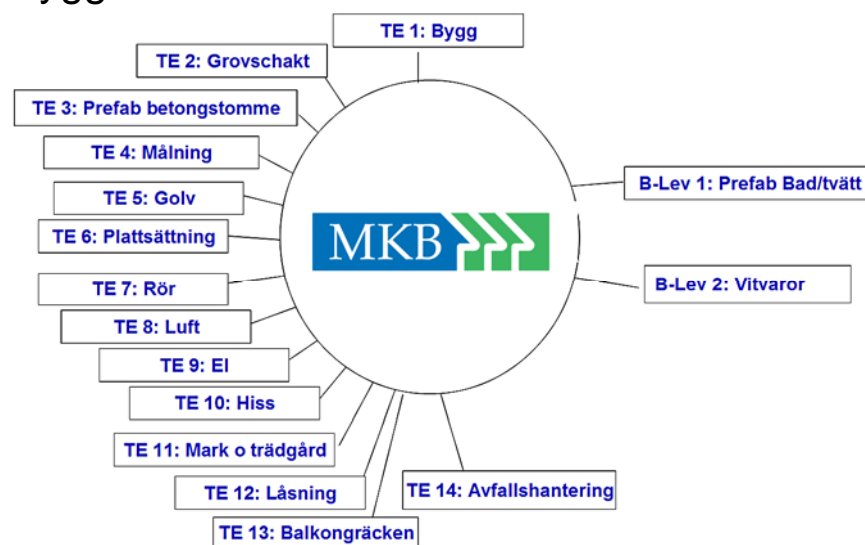 TE 1: Bygg
TE 2: Grovschakt
TE 3: Prefab betongstomme
TE 4: Målning
TE 5: Golv
TE 6: Plattsättning
TE 7: Rör
TE 8: Luft
TE 9: El
TE 10: Hiss
TE 11: Mark o trädgård
TE 12: Låsning
TE 13: Balkongräcken
TE 14: Avfallshantering
B-Lev 1: Prefab Bad/tvätt
B-Lev 2: Vitvaror
MKB